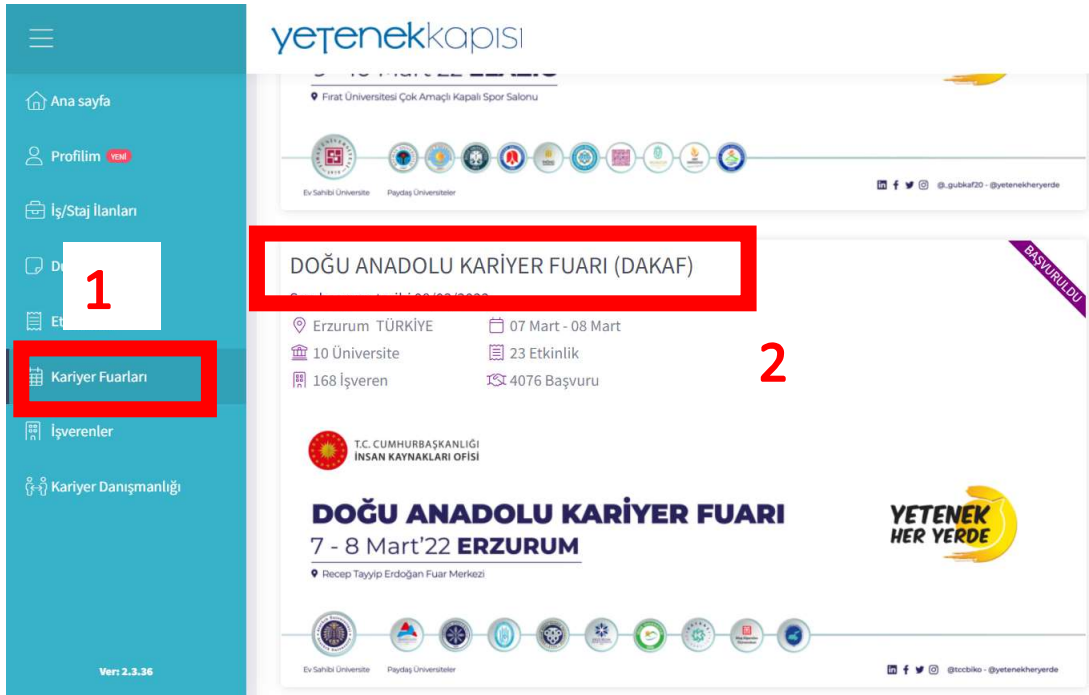 yetenekkapısı
Ana sayfa
Profilim YENİ
İş/Staj İlanları
1
Kariyer Fuarları
İşverenler
Kariyer Danışmanlığı
Ver: 2.3.36
Fırat Üniversitesi Çok Amaçlı Kapalı Spor Salonu
Ev Sahibi Üniversite Paydaş Üniversiteler
@_gubkaf20 - @yetenekheryerde
DOĞU ANADOLU KARİYER FUARI (DAKAF)
BAŞVURULDU
Erzurum TÜRKİYE 07 Mart - 08 Mart
10 Üniversite 23 Etkinlik
168 İşveren 4076 Başvuru
2
T.C. CUMHURBAŞKANLIĞI
İNSAN KAYNAKLARI OFİSİ
DOĞU ANADOLU KARİYER FUARI
7 - 8 Mart'22 ERZURUM
Recep Tayyip Erdoğan Fuar Merkezi
YETENEK
HER YERDE
Ev Sahibi Üniversite Paydaş Üniversiteler
@tccbiko - @yetenekheryerde